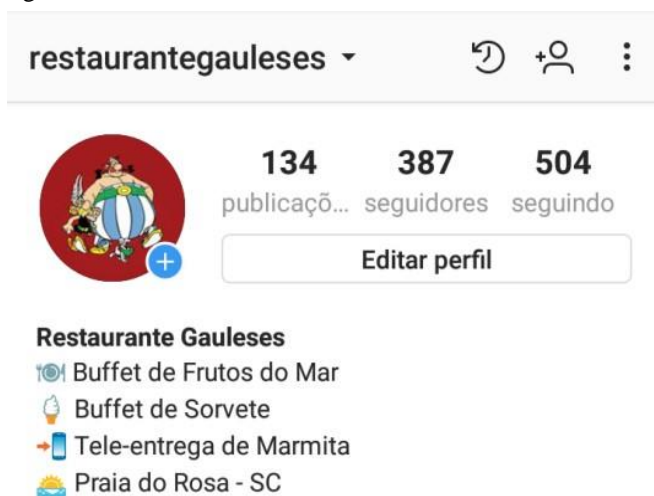 restaurantegauleses
134 387 504
publicaçõ... seguidores seguindo
Editar perfil
Restaurante Gauleses
🍽 Buffet de Frutos do Mar
🍦 Buffet de Sorvete
📲 Tele-entrega de Marmita
🌅 Praia do Rosa - SC